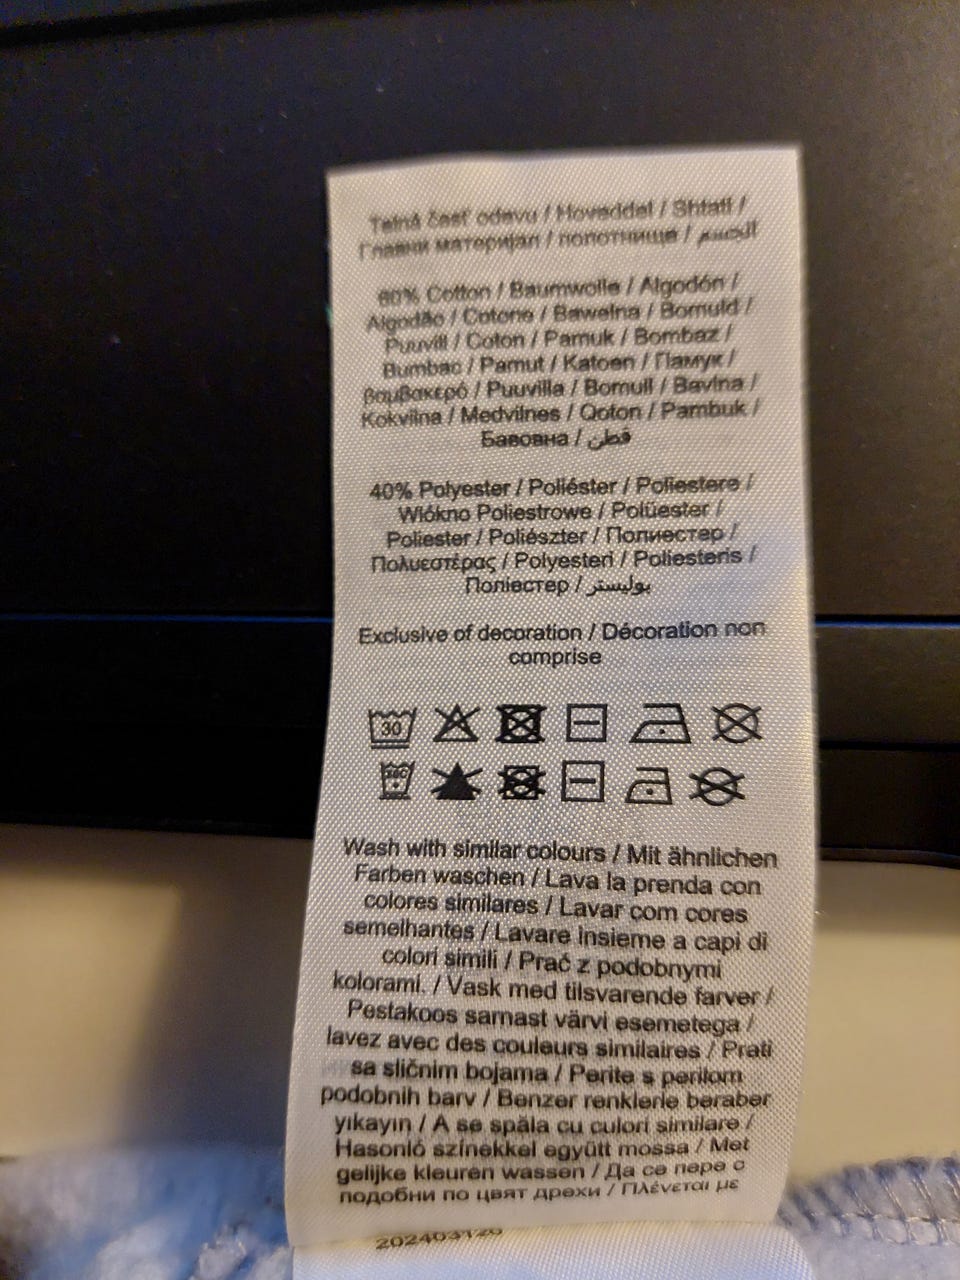 Telná časť odevu / Hoveddel / Shtati /
Главни материјал / полотнище / الجسم
60% Cotton / Baumwolle / Algodón /
Algodão / Cotone / Bawełna / Bomuld /
Puuvill / Coton / Pamuk / Bombaz /
Bumbac / Pamut / Katoen / Памук /
βαμβακερό / Puuvilla / Bomull / Bavlna /
Kokvilna / Medvilnes / Qoton / Pambuk /
Бавовна / قطن
40% Polyester / Poliéster / Poliestere /
Włókno Poliestrowe / Polüester /
Poliester / Poliészter / Полиестер /
Πολυεστέρας / Polyesteri / Poliesteris /
Поліестер / بوليستر
Exclusive of decoration / Décoration non
comprise
30
30C
Wash with similar colours / Mit ähnlichen
Farben waschen / Lava la prenda con
colores similares / Lavar com cores
semelhantes / Lavare insieme a capi di
colori simili / Prać z podobnymi
kolorami. / Vask med tilsvarende farver /
Pestakoos sarnast värvi esemetega /
lavez avec des couleurs similaires / Prati
sa sličnim bojama / Perite s perilom
podobnih barv / Benzer renklerle beraber
yıkayın / A se spăla cu culori similare /
Hasonló színekkel együtt mossa / Met
gelijke kleuren wassen / Да се пере с
подобни по цвят дрехи / Πλένεται με